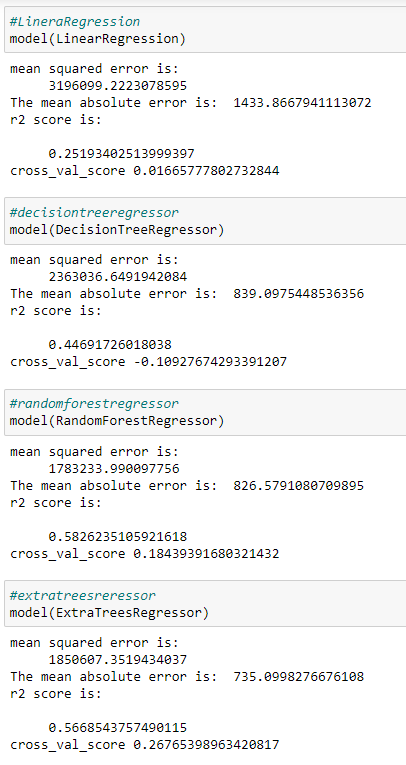 #LineraRegression
model(LinearRegression)
mean squared error is:
3196099.2223078595
The mean absolute error is:  1433.8667941113072
r2 score is:
0.25193402513999397
cross_val_score 0.01665777802732844
#decisiontreeregressor
model(DecisionTreeRegressor)
mean squared error is:
2363036.6491942084
The mean absolute error is:  839.0975448536356
r2 score is:
0.44691726018038
cross_val_score -0.10927674293391207
#randomforestregressor
model(RandomForestRegressor)
mean squared error is:
1783233.990097756
The mean absolute error is:  826.5791080709895
r2 score is:
0.5826235105921618
cross_val_score 0.18439391680321432
#extratreesreressor
model(ExtraTreesRegressor)
mean squared error is:
1850607.3519434037
The mean absolute error is:  735.0998276676108
r2 score is:
0.5668543757490115
cross_val_score 0.26765398963420817